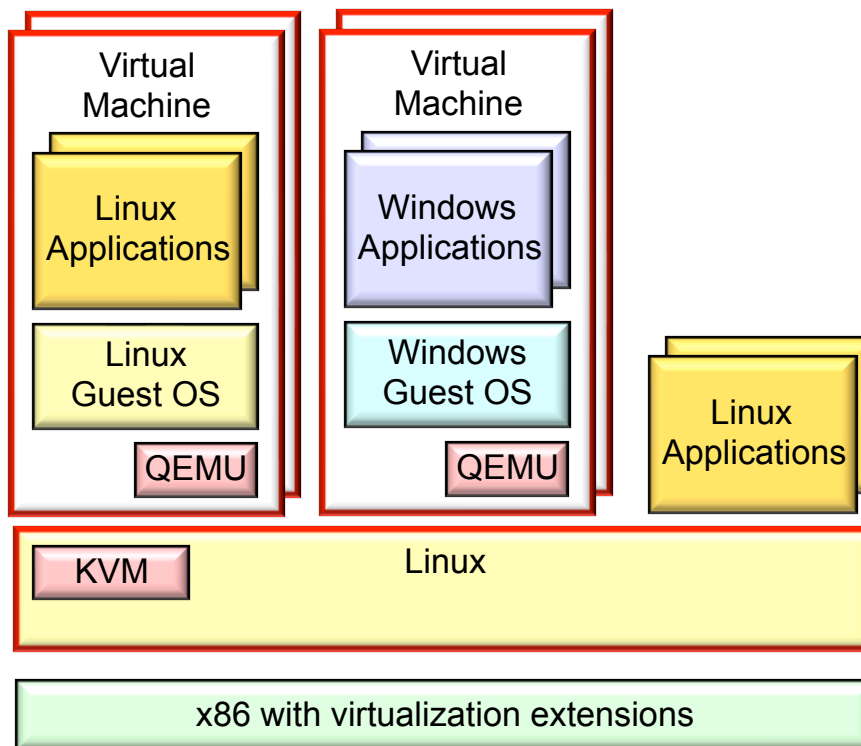 Virtual
Machine
Linux
Applications
Linux
Guest OS
QEMU
Virtual
Machine
Windows
Applications
Windows
Guest OS
QEMU
Linux
Applications
KVM
Linux
x86 with virtualization extensions